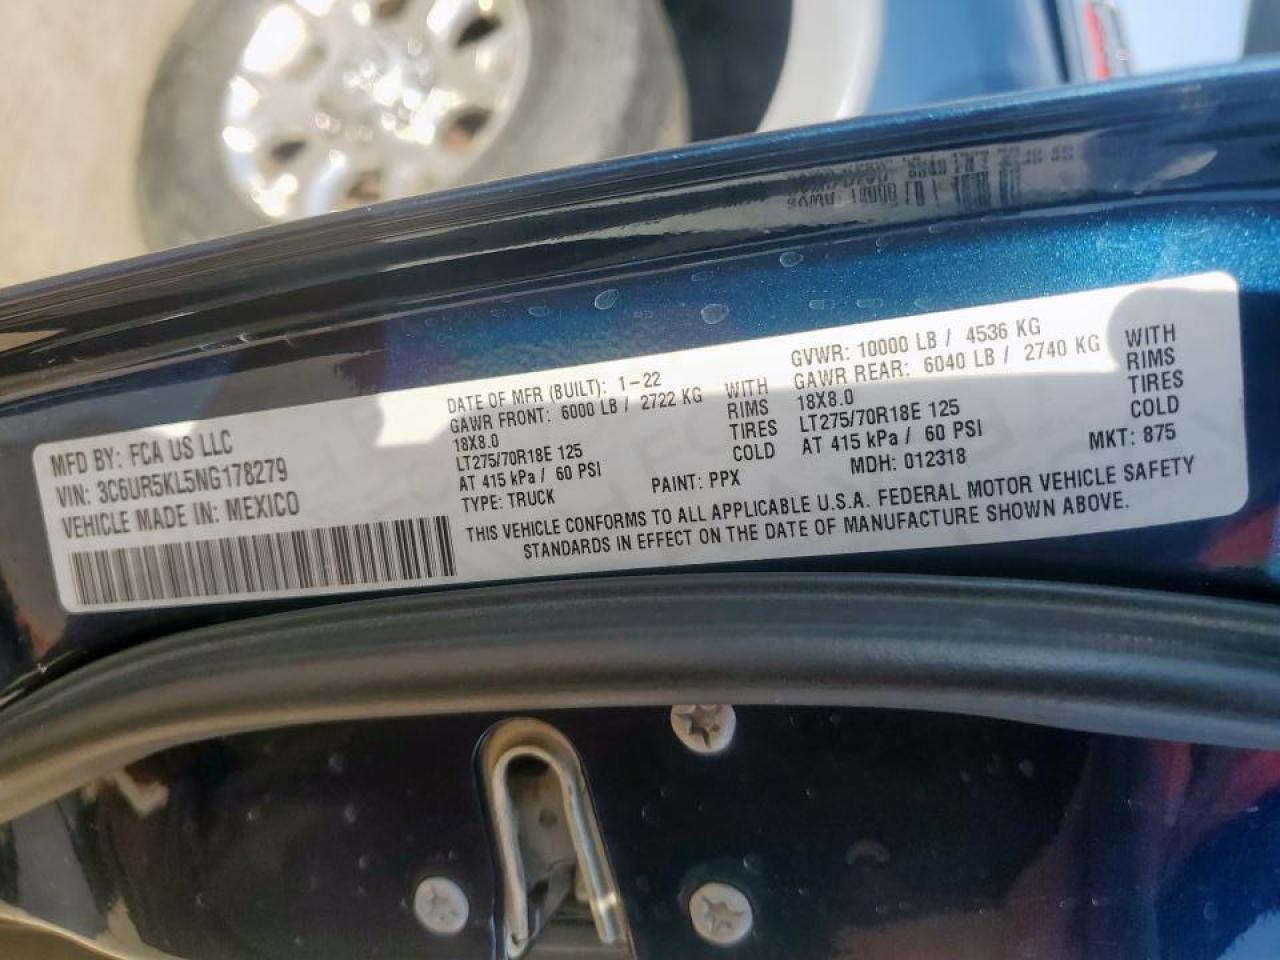 MFD BY: FCA US LLC
VIN: 3C6UR5KL5NG178279
VEHICLE MADE IN: MEXICO
DATE OF MFR (BUILT): 1-22
GAWR FRONT: 6000 LB / 2722 KG WITH
18X8.0 RIMS
LT275/70R18E 125 TIRES
AT 415 kPa / 60 PSI COLD
TYPE: TRUCK PAINT: PPX
GVWR: 10000 LB / 4536 KG
GAWR REAR: 6040 LB / 2740 KG WITH
18X8.0 RIMS
LT275/70R18E 125 TIRES
AT 415 kPa / 60 PSI COLD
MDH: 012318 MKT: 875
THIS VEHICLE CONFORMS TO ALL APPLICABLE U.S.A. FEDERAL MOTOR VEHICLE SAFETY
STANDARDS IN EFFECT ON THE DATE OF MANUFACTURE SHOWN ABOVE.